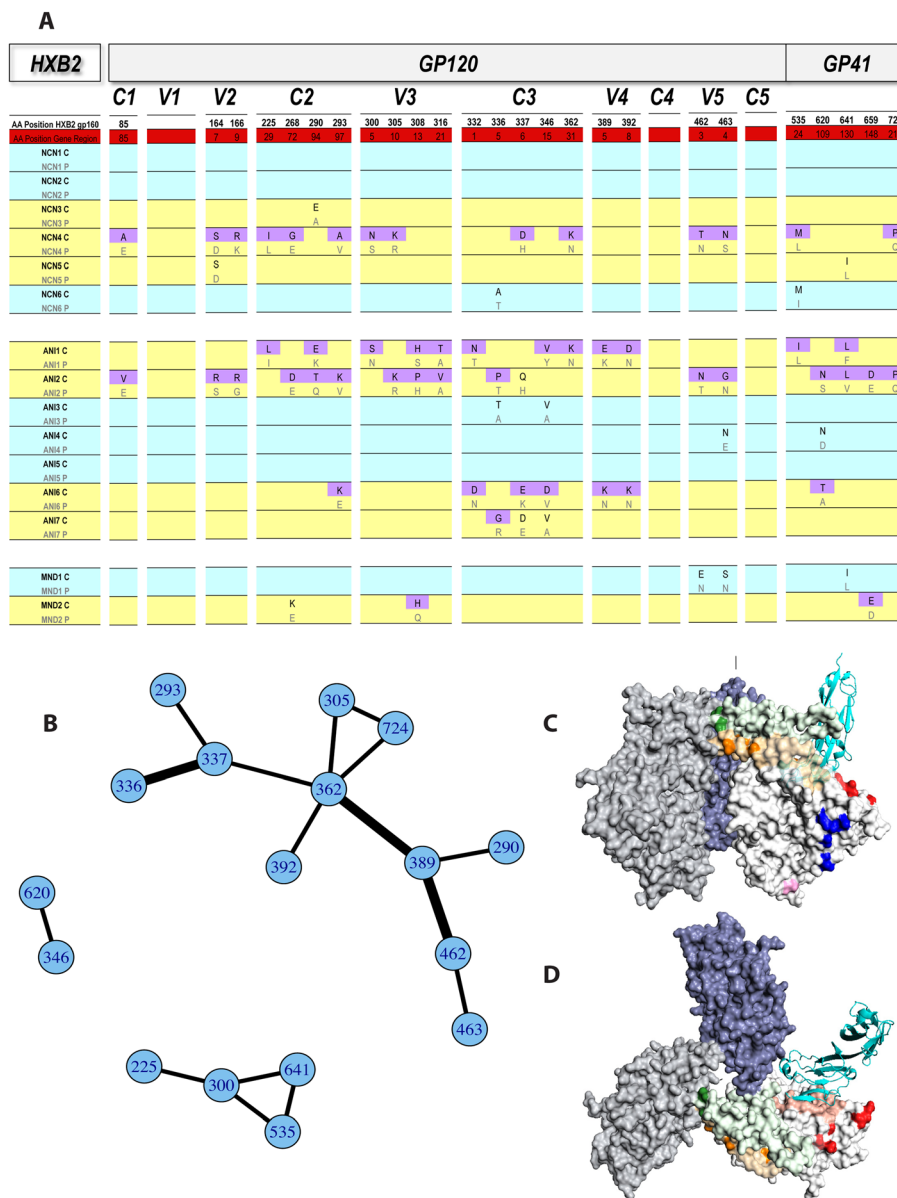 A
HXB2 GP120 GP41
C1 V1 V2 C2 V3 C3 V4 C4 V5 C5
AA Position HXB2 gp160 85 164 166 225 268 290 293 300 305 308 316 332 336 337 346 362 389 392 462 463 535 620 641 659
AA Position Gene Region 85 7 9 29 72 94 97 5 10 13 21 1 5 6 15 31 5 8 3 4 24 109 130 148
NCN1 C
NCN1 P
NCN2 C
NCN2 P
NCN3 C E
NCN3 P A
NCN4 C A S R I G A N K D K T N M P
NCN4 P E D K L E V S R H N N S L
NCN5 C S I
NCN5 P D L
NCN6 C A M
NCN6 P T I
ANI1 C L E S H T N V K E D I L
ANI1 P I K N S A T Y N K N L F
ANI2 C V R R D T K K P V P Q N G N L D P
ANI2 P E S G E Q V R H A T H T N S V E
ANI3 C T V
ANI3 P A A
ANI4 C N N
ANI4 P E D
ANI5 C
ANI5 P
ANI6 C K D E D K K T
ANI6 P E N K V N N A
ANI7 C G D V
ANI7 P R E A
MND1 C E S I
MND1 P N N L
MND2 C K H E
MND2 P E Q D
B
293
305
724
337
336
362
392
389
290
620
346
462
463
225
300
641
535
C
D